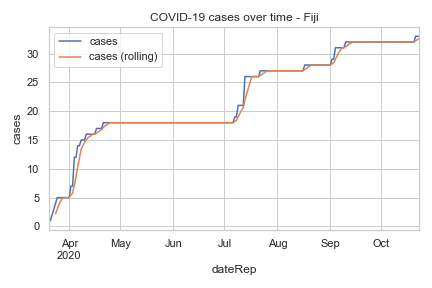 COVID-19 cases over time - Fiji
cases
cases (rolling)
30
25
20
15
10
5
0
cases
Apr
2020
May
Jun
Jul
Aug
Sep
Oct
dateRep